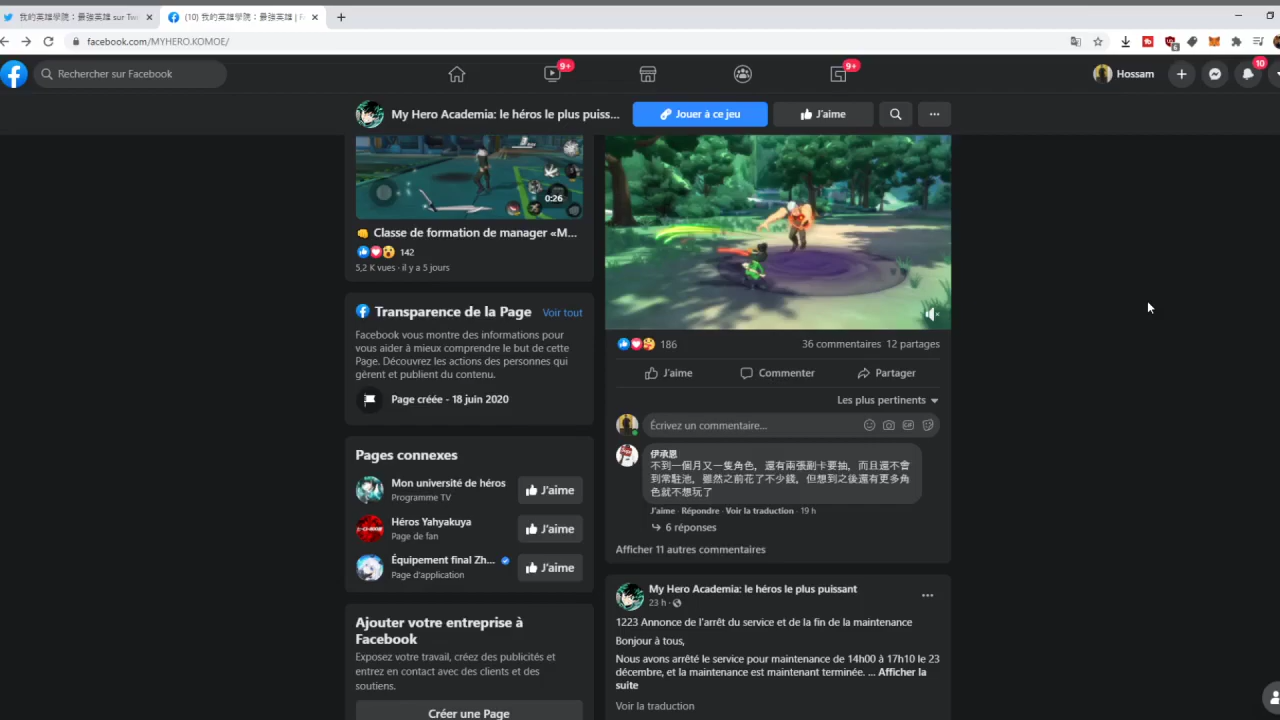 我的英雄學院：最強英雄 sur Tw
(10) 我的英雄學院：最強英雄 |
facebook.com/MYHERO.KOMOE/
6
Rechercher sur Facebook
9+
9+
Hossam
10
My Hero Academia: le héros le plus puiss...
Jouer à ce jeu
J'aime
0:26
Classe de formation de manager «M...
142
5,2 K vues · il y a 5 jours
Transparence de la Page
Voir tout
Facebook vous montre des informations pour
vous aider à mieux comprendre le but de cette
Page. Découvrez les actions des personnes qui
gèrent et publient du contenu.
Page créée - 18 juin 2020
Pages connexes
Mon université de héros
Programme TV
J'aime
Héros Yahyakuya
Page de fan
J'aime
Équipement final Zh...
Page d'application
J'aime
Ajouter votre entreprise à
Facebook
Exposez votre travail, créez des publicités et
entrez en contact avec des clients et des
soutiens.
Créer une Page
186
36 commentaires 12 partages
J'aime
Commenter
Partager
Les plus pertinents
Écrivez un commentaire...
伊承恩
不到一個月又一隻角色，還有兩張副卡要抽，而且還不會
到常駐池，雖然之前花了不少錢，但想到之後還有更多角
色就不想玩了
J'aime · Répondre · Voir la traduction · 19 h
6 réponses
Afficher 11 autres commentaires
My Hero Academia: le héros le plus puissant
23 h ·
1223 Annonce de l'arrêt du service et de la fin de la maintenance
Bonjour à tous,
Nous avons arrêté le service pour maintenance de 14h00 à 17h10 le 23
décembre, et la maintenance est maintenant terminée. ... Afficher la
suite
Voir la traduction